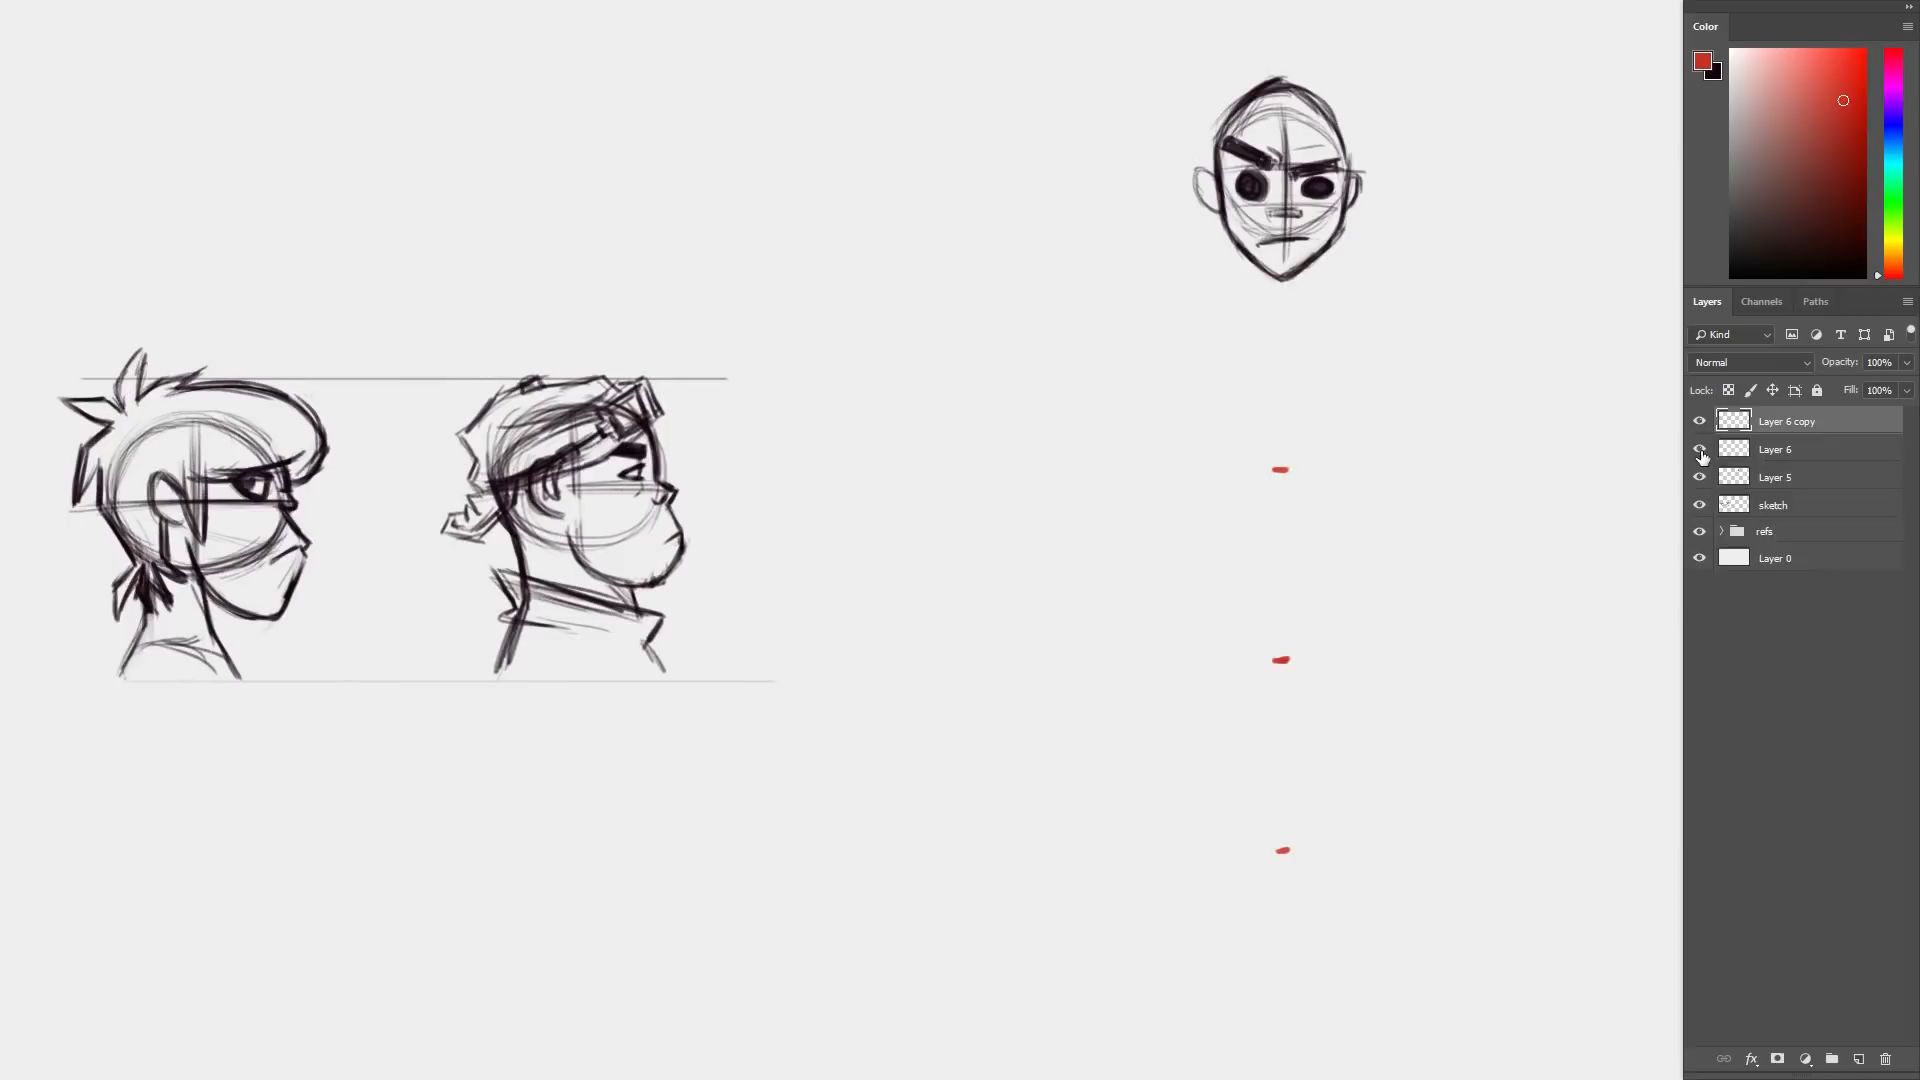 Color
Layers Channels Paths
Kind
Normal Opacity: 100%
Lock: Fill: 100%
Layer 6 copy
Layer 6
Layer 5
sketch
refs
Layer 0
fx